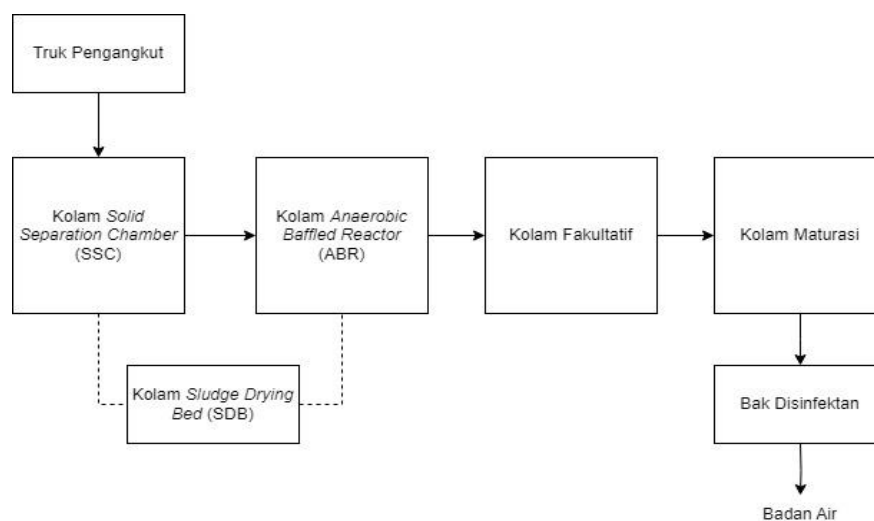 Truk Pengangkut
Kolam Solid
Separation Chamber
(SSC)
Kolam Anaerobic
Baffled Reactor
(ABR)
Kolam Fakultatif
Kolam Maturasi
Kolam Sludge Drying
Bed (SDB)
Bak Disinfektan
Badan Air